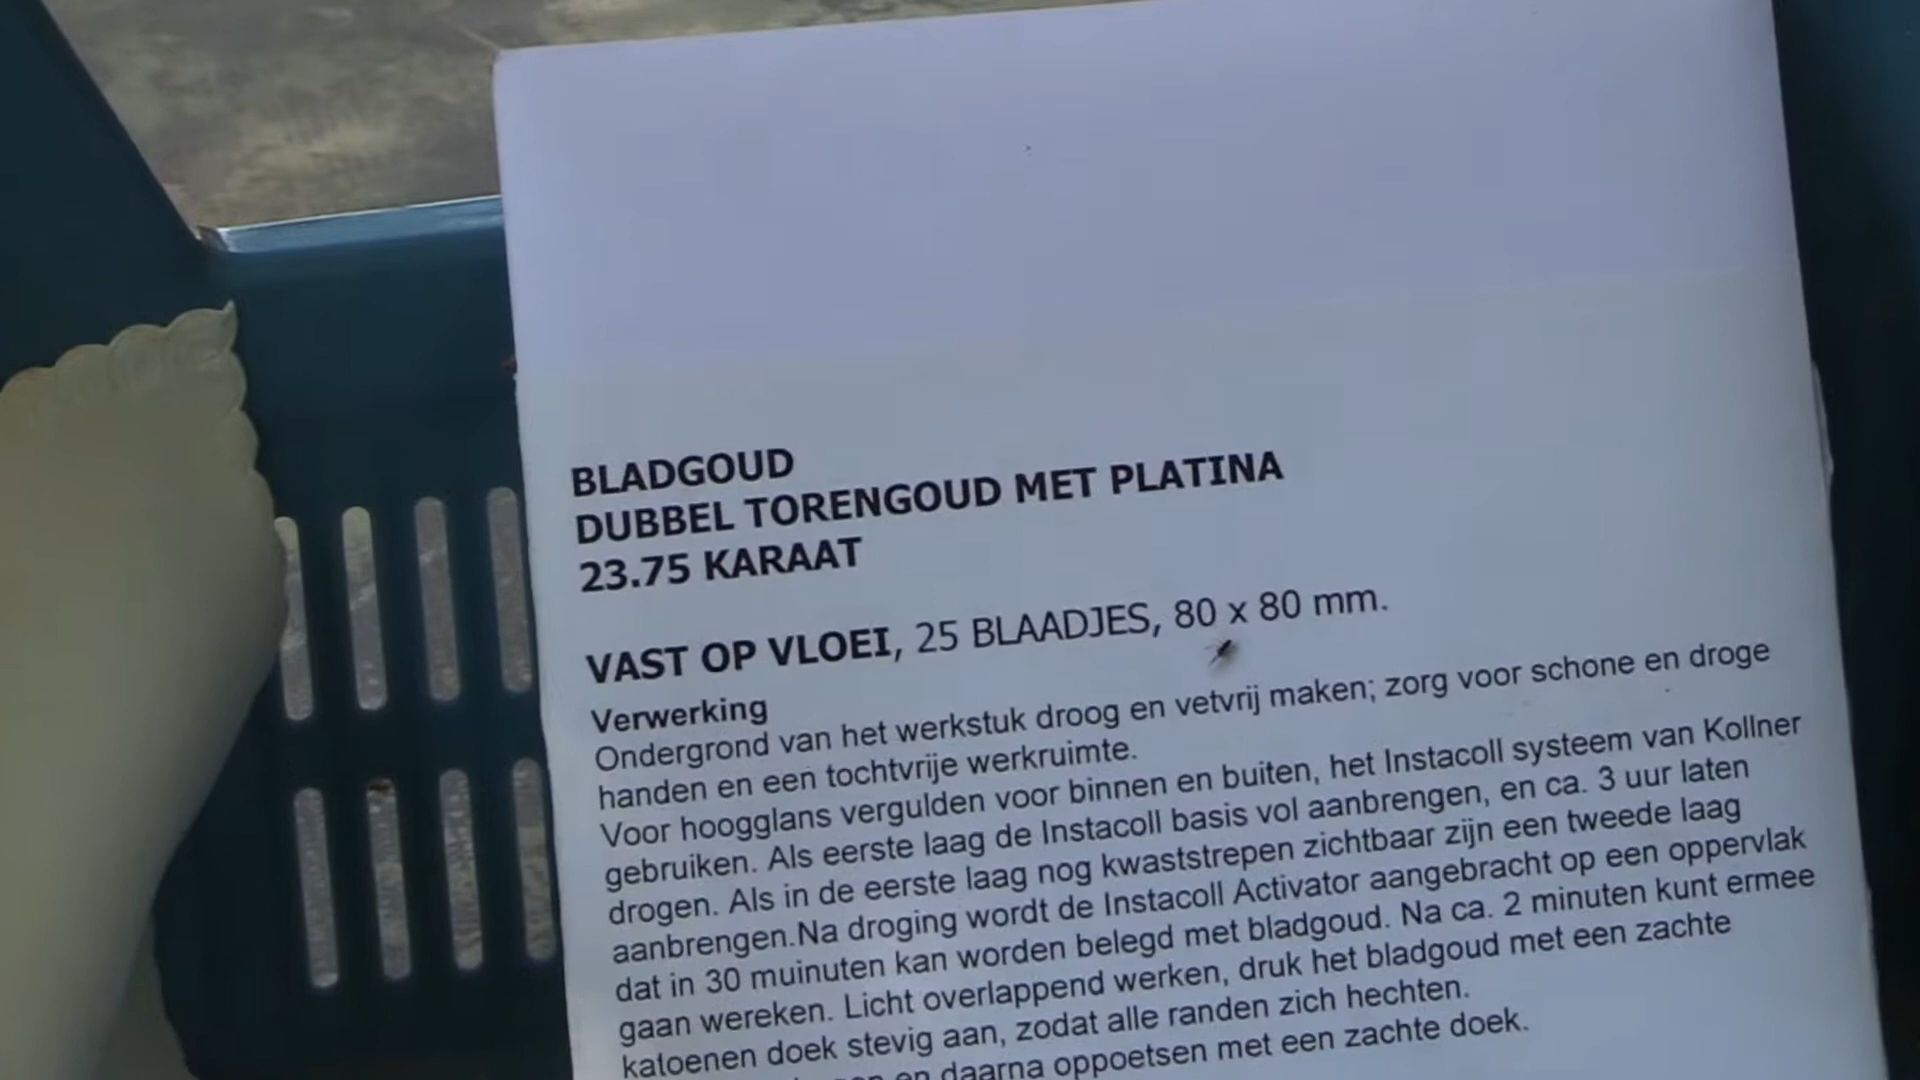 BLADGOUD
DUBBEL TORENGOUD MET PLATINA
23.75 KARAAT
VAST OP VLOEI, 25 BLAADJES, 80 x 80 mm.
Verwerking
Ondergrond van het werkstuk droog en vetvrij maken; zorg voor schone en droge
handen en een tochtvrije werkruimte.
Voor hoogglans vergulden voor binnen en buiten, het Instacoll systeem van Kollner
gebruiken. Als eerste laag de Instacoll basis vol aanbrengen, en ca. 3 uur laten
drogen. Als in de eerste laag nog kwaststrepen zichtbaar zijn een tweede laag
aanbrengen.Na droging wordt de Instacoll Activator aangebracht op een oppervlak
dat in 30 muinuten kan worden belegd met bladgoud. Na ca. 2 minuten kunt ermee
gaan wereken. Licht overlappend werken, druk het bladgoud met een zachte
katoenen doek stevig aan, zodat alle randen zich hechten.
en daarna oppoetsen met een zachte doek.